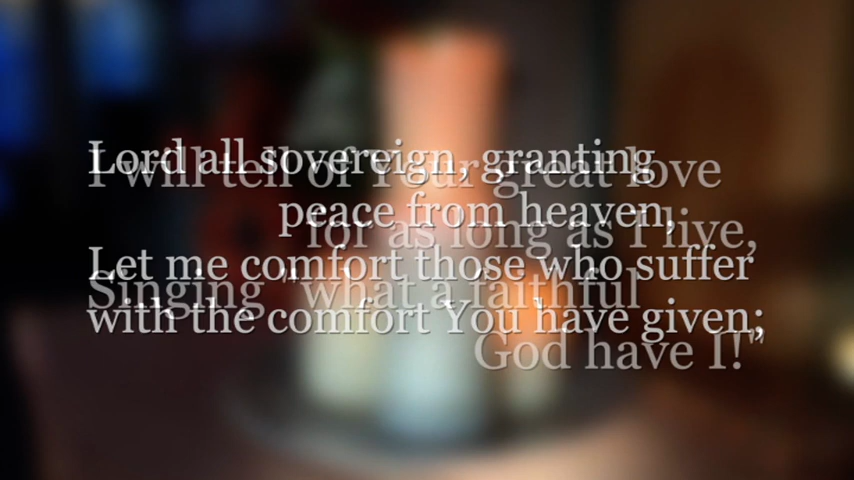 Lord all sovereign, granting
peace from heaven,
Let me comfort those who suffer
with the comfort You have given;
I will tell of Your great love
for as long as I live,
Singing "what a faithful
God have I!"